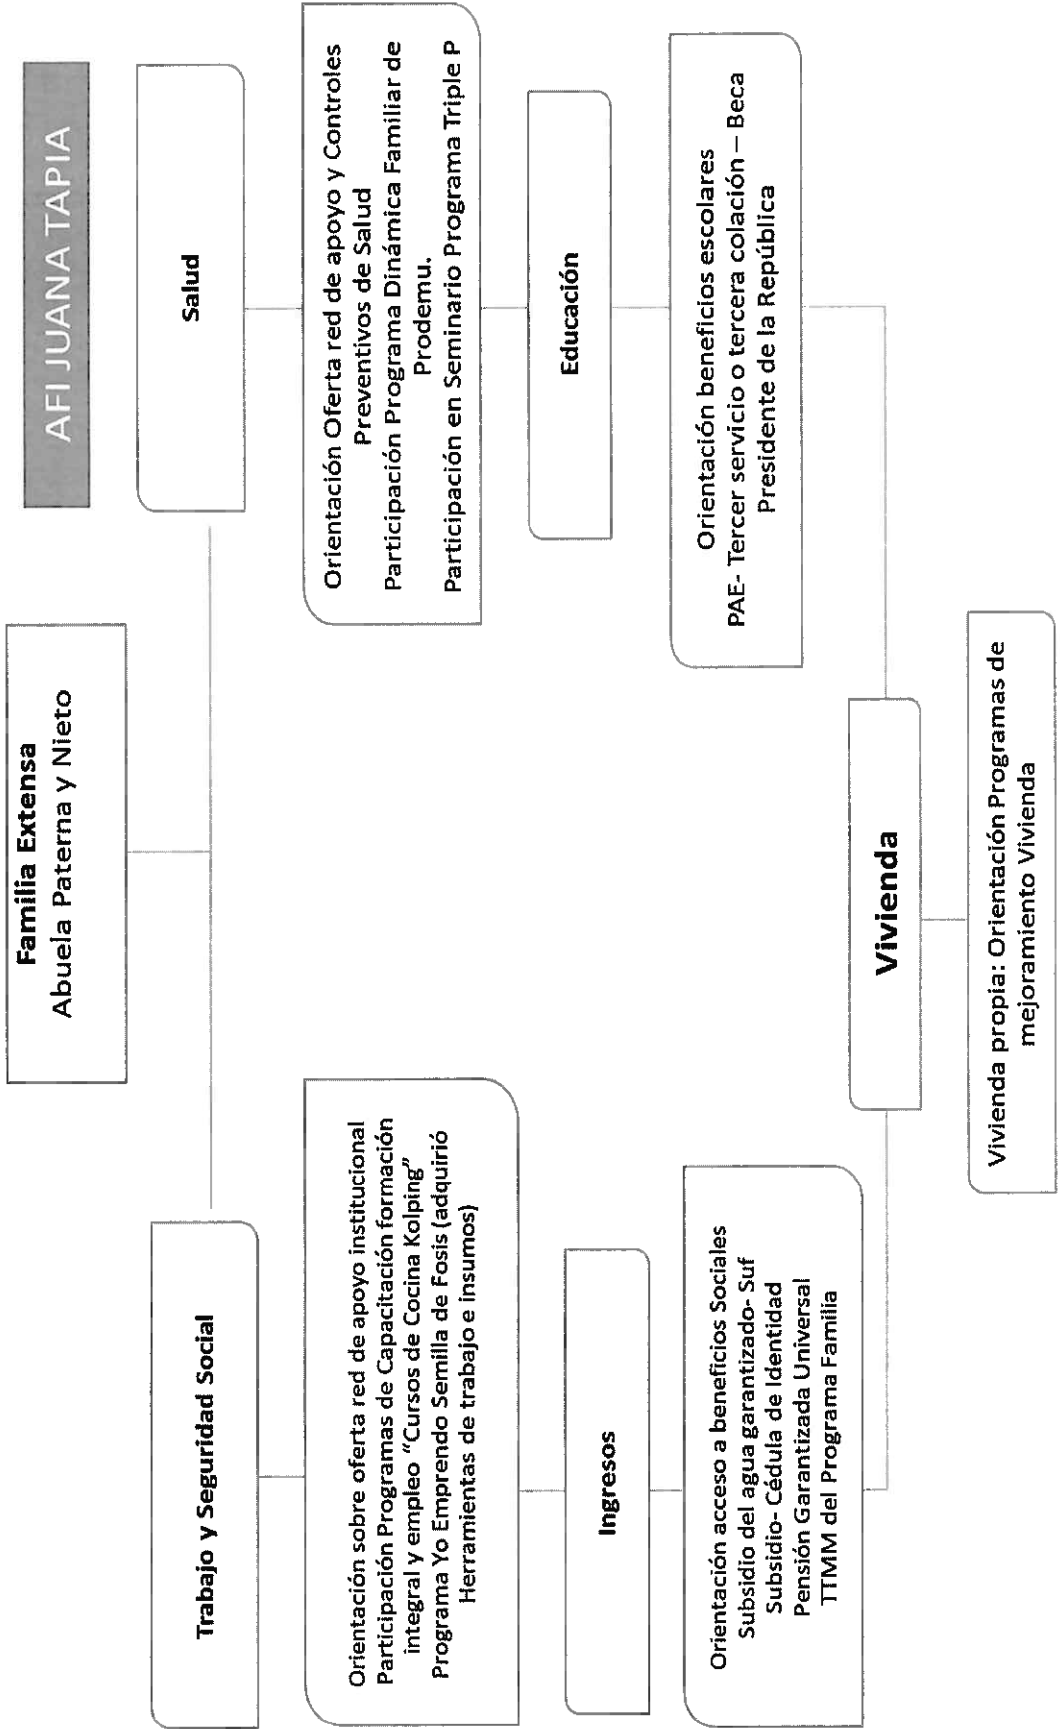 AFI JUANA TAPIA
Familia Extensa
Abuela Paterna y Nieto
Trabajo y Seguridad Social
Orientación sobre oferta red de apoyo institucional
Participación Programas de Capacitación formación
integral y empleo "Cursos de Cocina Kolping"
Programa Yo Emprendo Semilla de Fosis (adquirió
Herramientas de trabajo e insumos)
Ingresos
Orientación acceso a beneficios Sociales
Subsidio del agua garantizado- Suf
Subsidio- Cédula de Identidad
Pensión Garantizada Universal
TTMM del Programa Familia
Salud
Orientación Oferta red de apoyo y Controles
Preventivos de Salud
Participación Programa Dinámica Familiar de
Prodemu.
Participación en Seminario Programa Triple P
Educación
Orientación beneficios escolares
PAE- Tercer servicio o tercera colación – Beca
Presidente de la República
Vivienda
Vivienda propia: Orientación Programas de
mejoramiento Vivienda